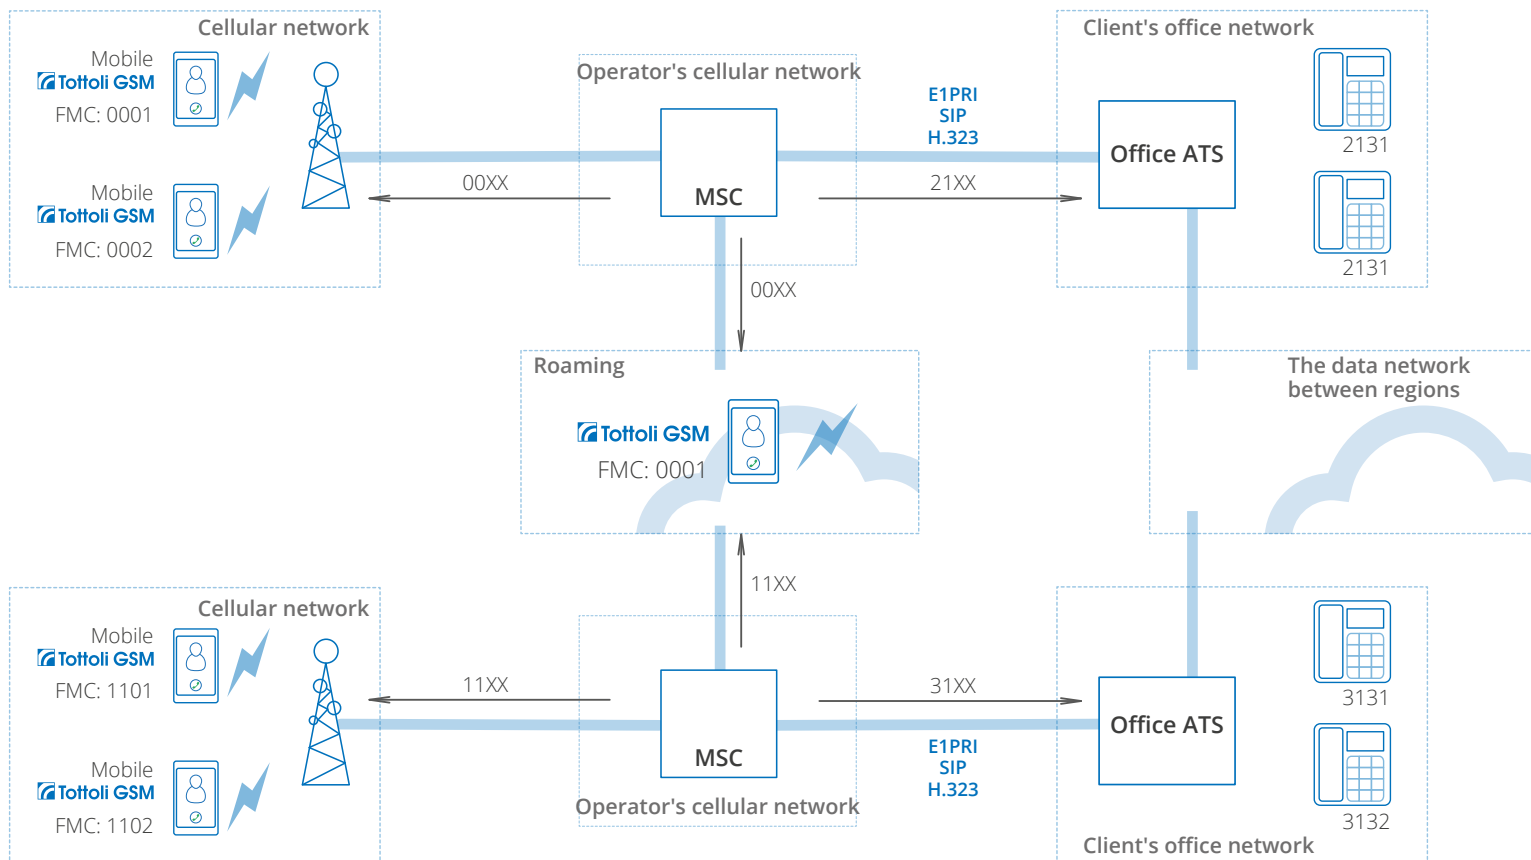 Cellular network
Mobile
Tottoli GSM
FMC: 0001
Mobile
Tottoli GSM
FMC: 0002
00XX
Operator's cellular network
MSC
00XX
E1PRI
SIP
H.323
21XX
Client's office network
Office ATS
2131
2131
Roaming
Tottoli GSM
FMC: 0001
The data network
between regions
Cellular network
Mobile
Tottoli GSM
FMC: 1101
Mobile
Tottoli GSM
FMC: 1102
11XX
11XX
MSC
Operator's cellular network
31XX
E1PRI
SIP
H.323
Office ATS
3131
3132
Client's office network